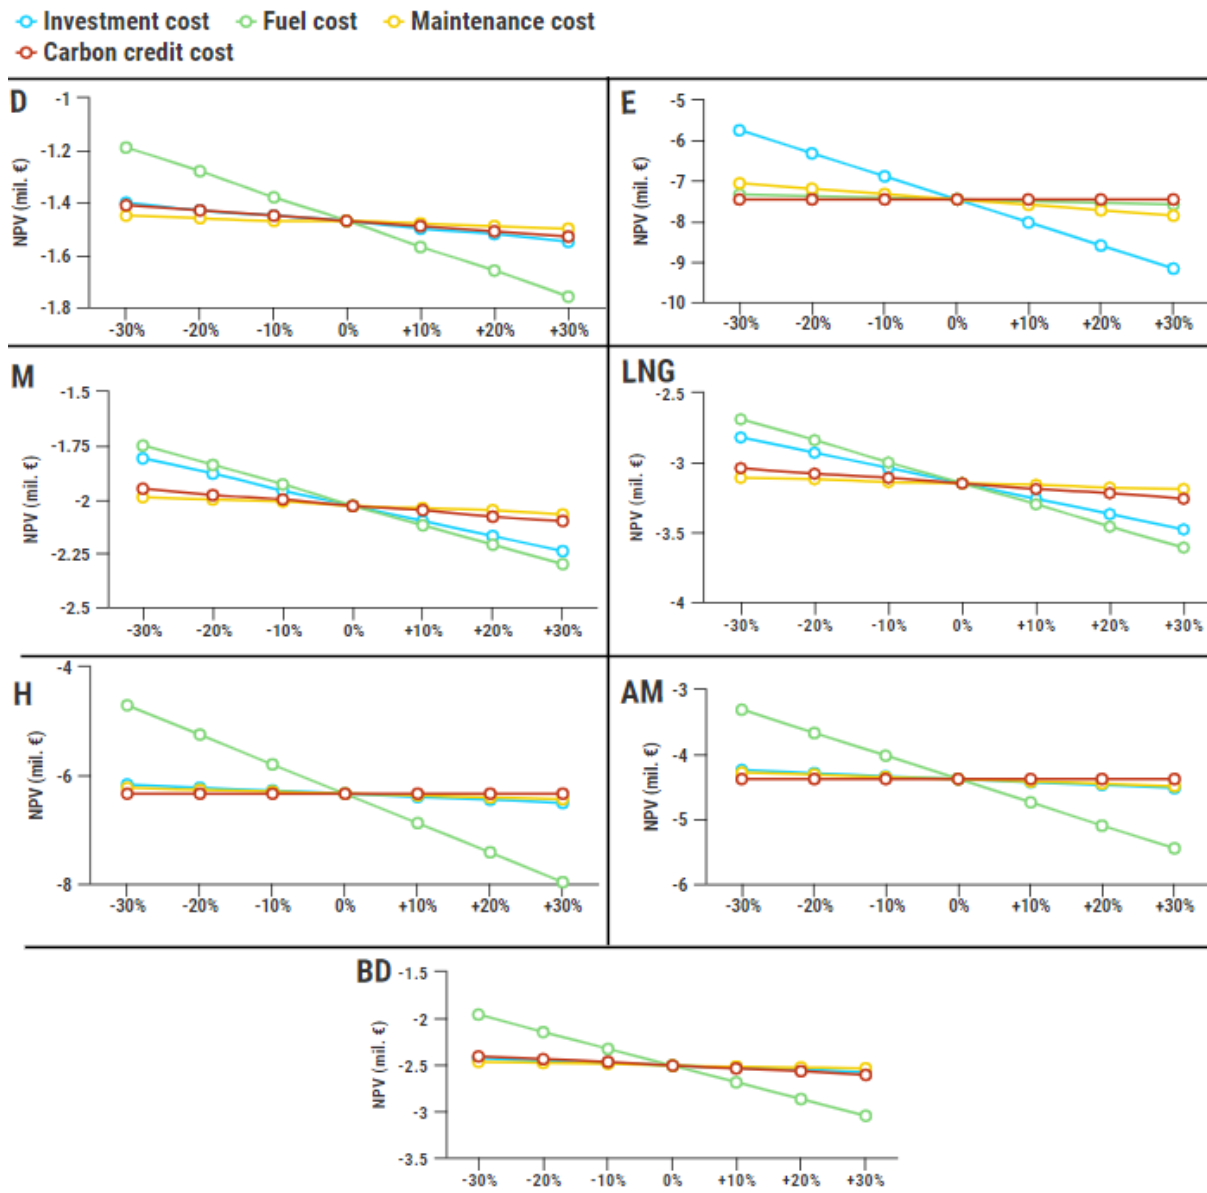 Investment cost Fuel cost Maintenance cost
Carbon credit cost
D
NPV (mil. €)
-1
-1.2
-1.4
-1.6
-1.8
-30% -20% -10% 0% +10% +20% +30%
E
NPV (mil. €)
-5
-6
-7
-8
-9
-10
-30% -20% -10% 0% +10% +20% +30%
M
NPV (mil. €)
-1.5
-1.75
-2
-2.25
-2.5
-30% -20% -10% 0% +10% +20% +30%
LNG
NPV (mil. €)
-2.5
-3
-3.5
-4
-30% -20% -10% 0% +10% +20% +30%
H
NPV (mil. €)
-4
-6
-8
-30% -20% -10% 0% +10% +20% +30%
AM
NPV (mil. €)
-3
-4
-5
-6
-30% -20% -10% 0% +10% +20% +30%
BD
NPV (mil. €)
-1.5
-2
-2.5
-3
-3.5
-30% -20% -10% 0% +10% +20% +30%